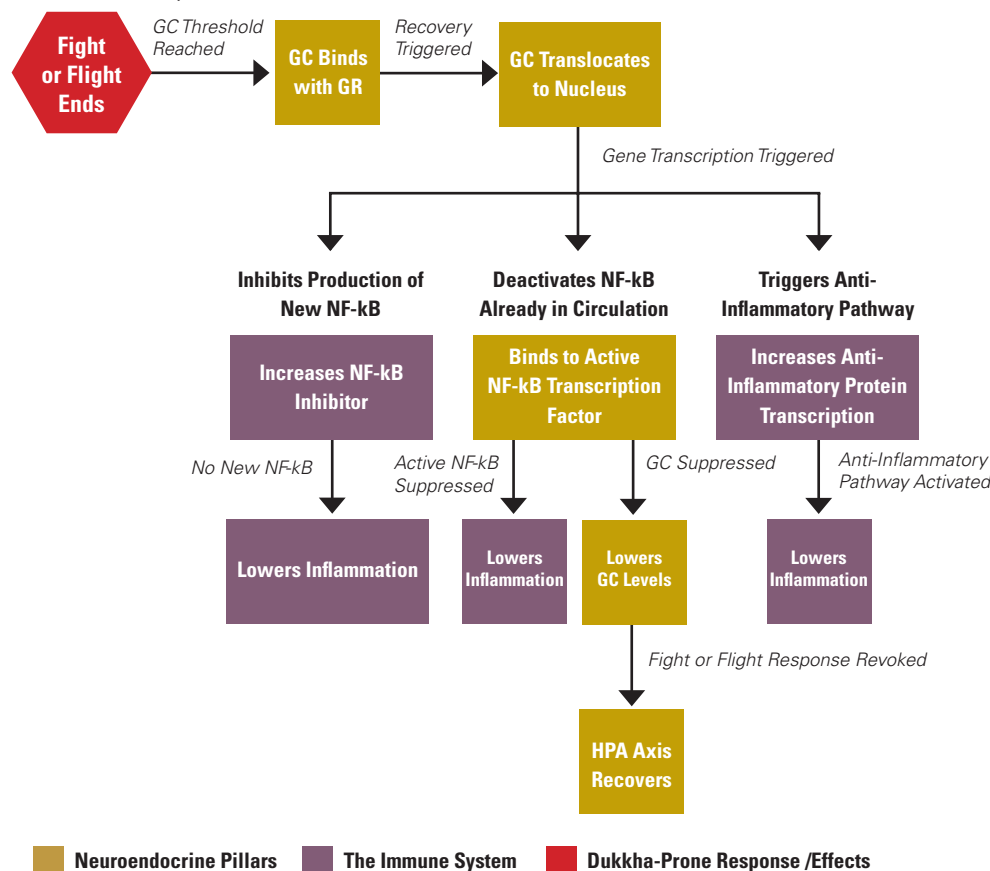 Fight
or Flight
Ends
GC Threshold
Reached
GC Binds
with GR
Recovery
Triggered
GC Translocates
to Nucleus
Gene Transcription Triggered
Inhibits Production of
New NF-kB
Deactivates NF-kB
Already in Circulation
Triggers Anti-
Inflammatory Pathway
Increases NF-kB
Inhibitor
Binds to Active
NF-kB Transcription
Factor
Increases Anti-
Inflammatory Protein
Transcription
No New NF-kB
Active NF-kB
Suppressed
GC Suppressed
Anti-Inflammatory
Pathway Activated
Lowers Inflammation
Lowers
Inflammation
Lowers
GC Levels
Lowers
Inflammation
Fight or Flight Response Revoked
HPA Axis
Recovers
Neuroendocrine Pillars
The Immune System
Dukkha-Prone Response /Effects